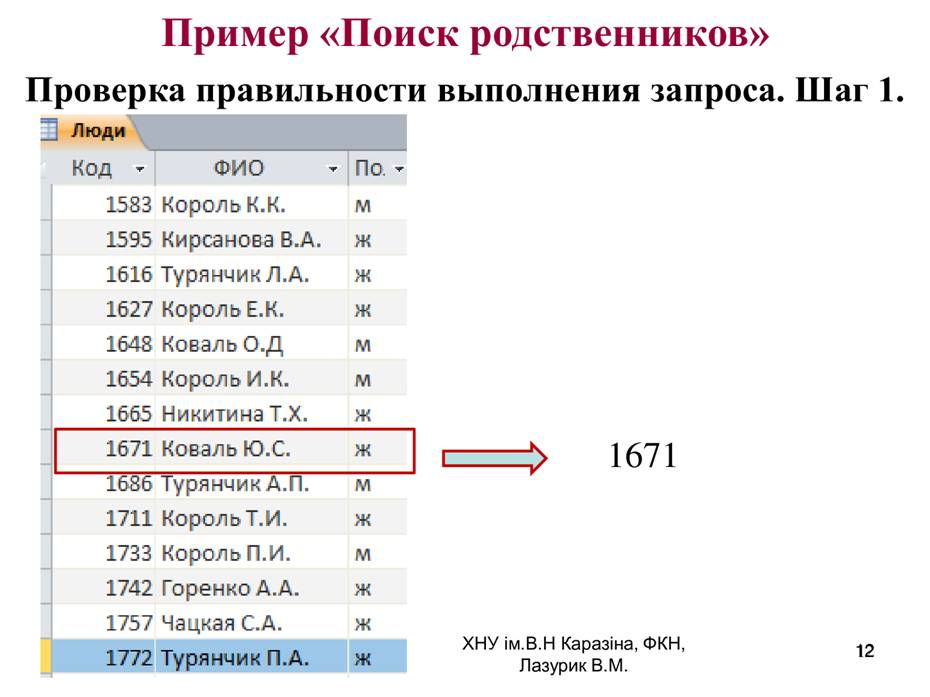 Пример «Поиск родственников»
Проверка правильности выполнения запроса. Шаг 1.
Люди
Код ФИО По.
1583 Король К.К. м
1595 Кирсанова В.А. ж
1616 Турянчик Л.А. ж
1627 Король Е.К. ж
1648 Коваль О.Д м
1654 Король И.К. м
1665 Никитина Т.Х. ж
1671 Коваль Ю.С. ж
1671
1686 Турянчик А.П. м
1711 Король Т.И. ж
1733 Король П.И. м
1742 Горенко А.А. ж
1757 Чацкая С.А. ж
1772 Турянчик П.А. ж
ХНУ ім.В.Н Каразіна, ФКН,
Лазурик В.М.
12